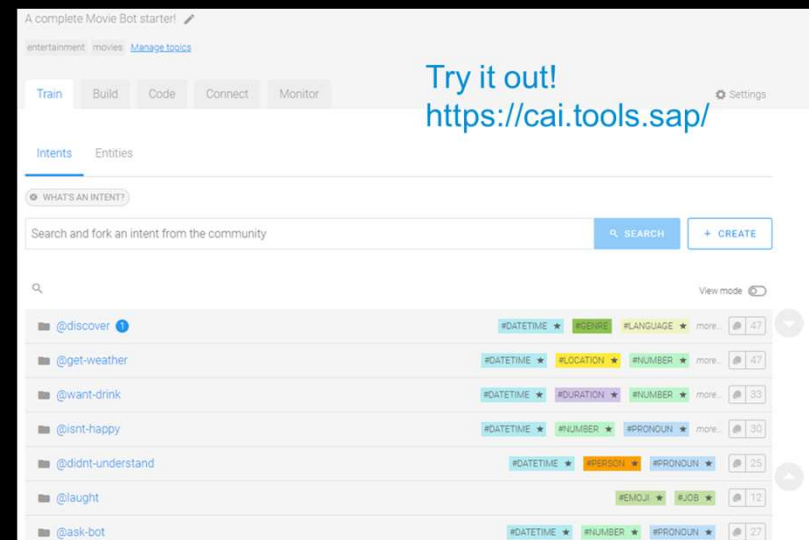 A complete Movie Bot starter!
entertainment movies Manage topics
Try it out!
https://cai.tools.sap/
Train Build Code Connect Monitor Settings
Intents Entities
WHAT'S AN INTENT?
Search and fork an intent from the community SEARCH + CREATE
View mode
@discover 1 #DATETIME ★ #GENRE #LANGUAGE ★ more... 47
@get-weather #DATETIME ★ #LOCATION ★ #NUMBER ★ more... 47
@want-drink #DATETIME ★ #DURATION ★ #NUMBER ★ more... 33
@isnt-happy #DATETIME ★ #NUMBER ★ #PRONOUN ★ more... 30
@didnt-understand #DATETIME ★ #PERSON ★ #PRONOUN ★ 25
@laught #EMOJI ★ #JOB ★ 12
@ask-bot #DATETIME ★ #NUMBER ★ #PRONOUN ★ 27